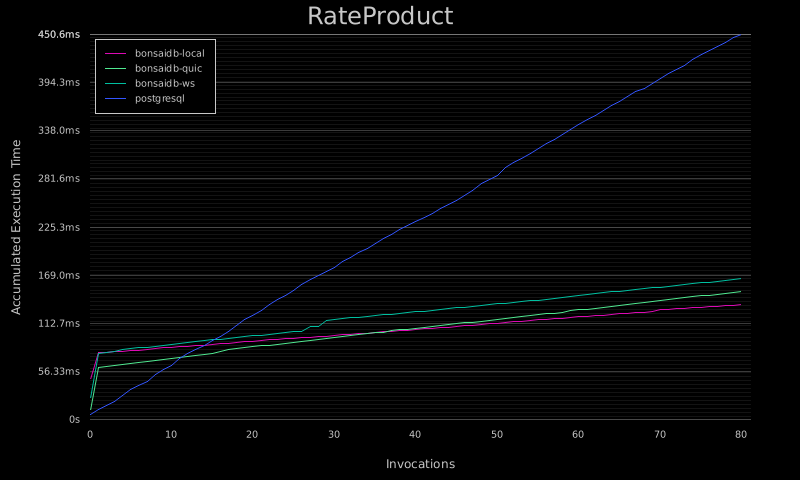 RateProduct
450.6ms
394.3ms
338.0ms
281.6ms
225.3ms
169.0ms
112.7ms
56.33ms
0s
bonsaidb-local
bonsaidb-quic
bonsaidb-ws
postgresql
Accumulated Execution Time
0 10 20 30 40 50 60 70 80
Invocations